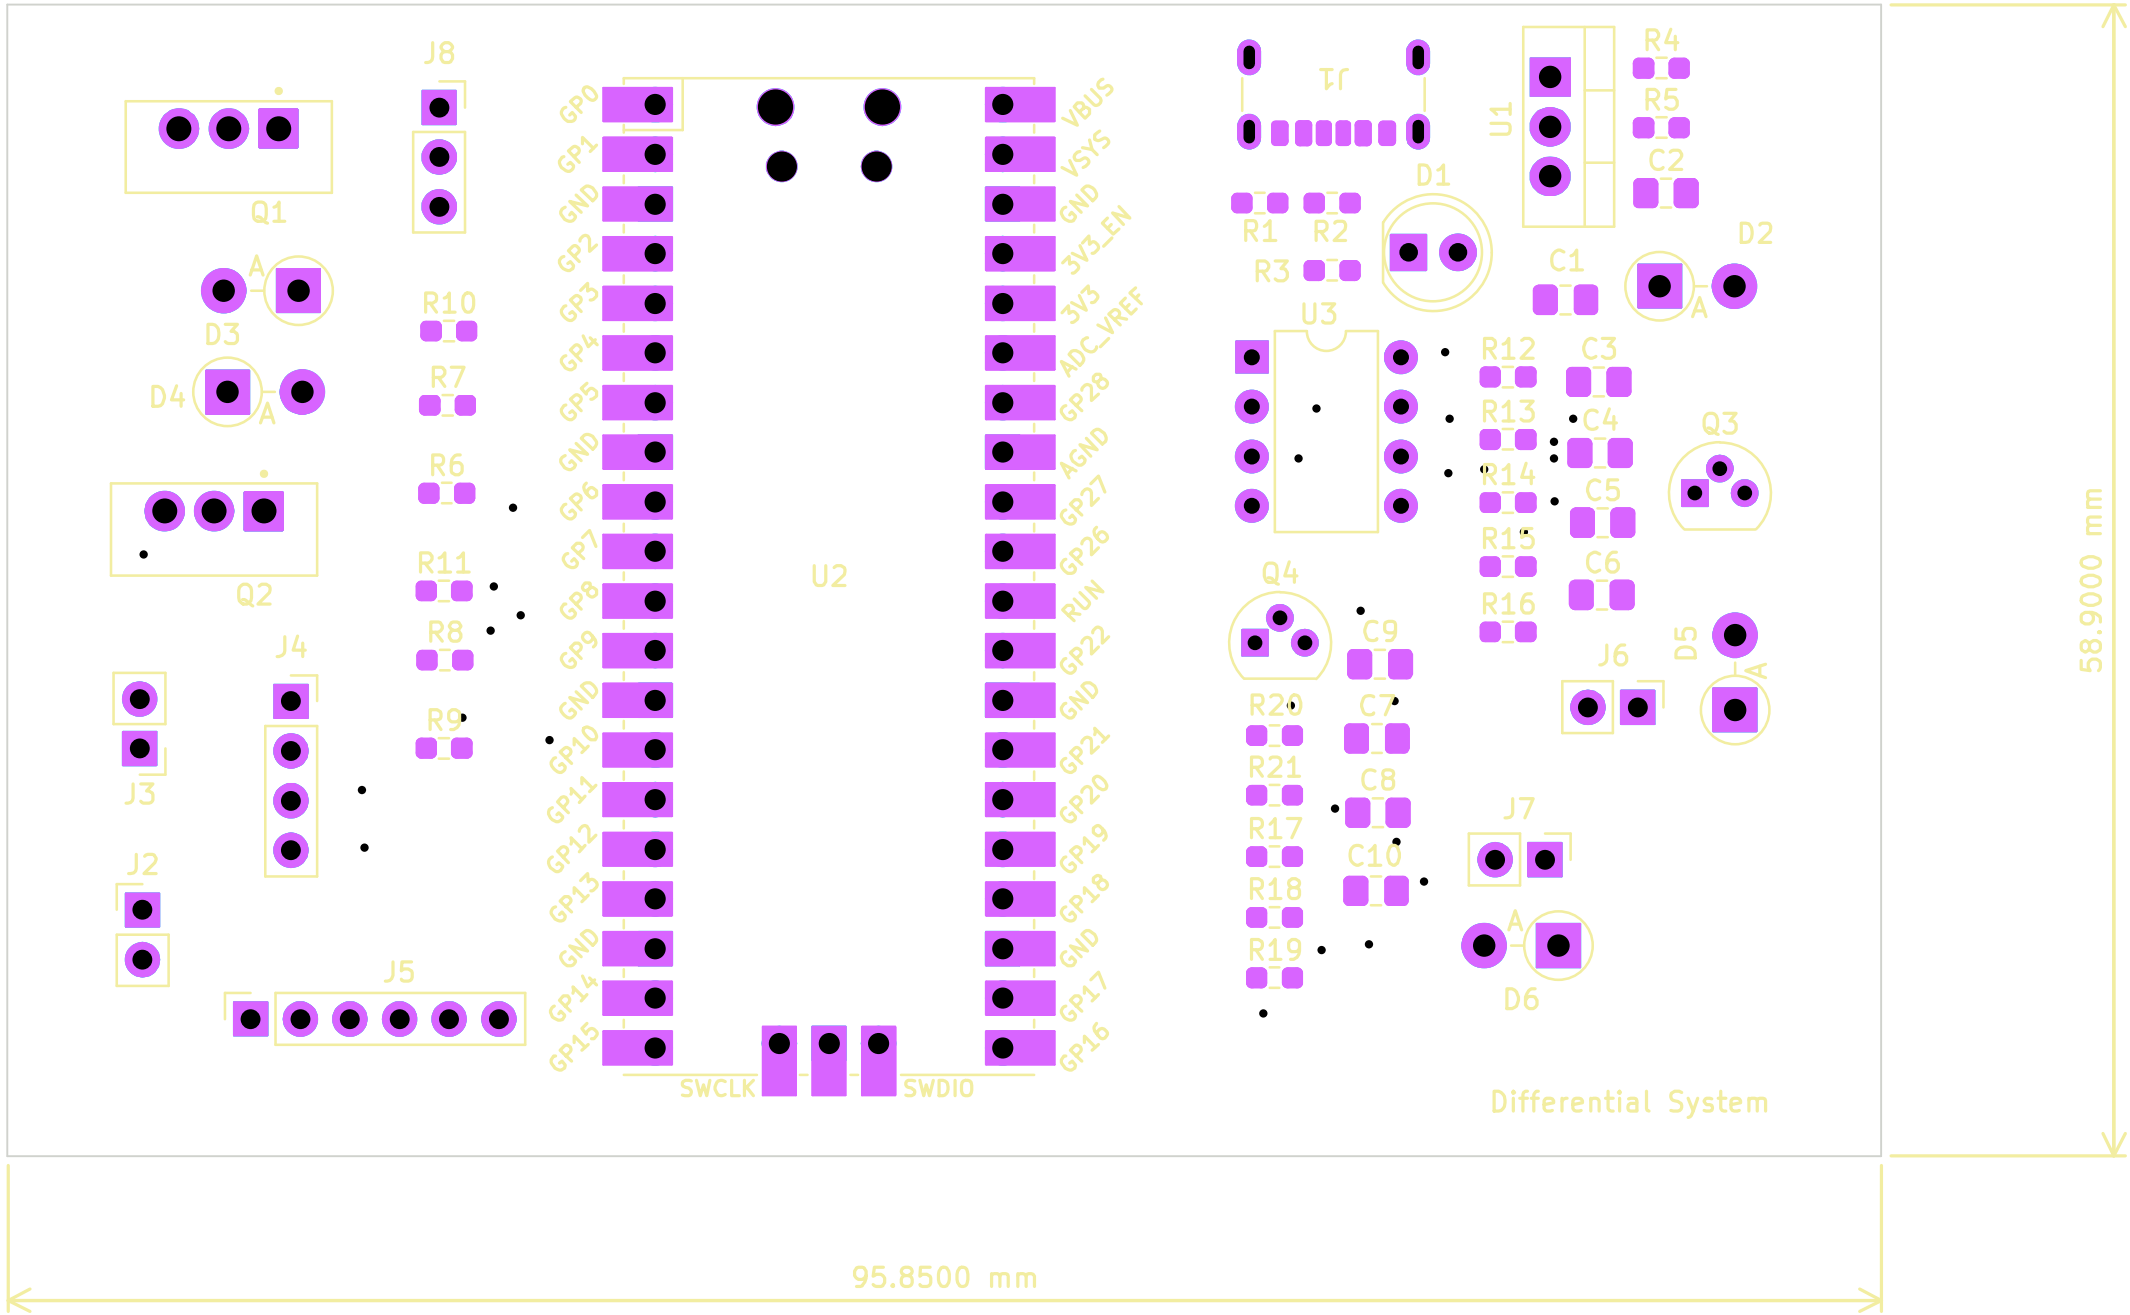 J8
Q1
A
D3
D4
A
R10
R7
R6
Q2
R11
R8
R9
J4
J3
J2
J5
GP0
GP1
GND
GP2
GP3
GP4
GP5
GND
GP6
GP7
GP8
GP9
GND
GP10
GP11
GP12
GP13
GND
GP14
GP15
U2
SWCLK
SWDIO
VBUS
VSYS
GND
3V3_EN
3V3
ADC_VREF
GP28
AGND
GP27
GP26
RUN
GP22
GND
GP21
GP20
GP19
GP18
GND
GP17
GP16
J1
R1
R2
R3
D1
U1
R4
R5
C2
D2
A
C1
U3
R12
R13
R14
R15
R16
C3
C4
C5
C6
Q3
Q4
C9
R20
C7
R21
C8
R17
C10
R18
R19
D5
A
J6
J7
A
D6
Differential System
58.9000 mm
95.8500 mm